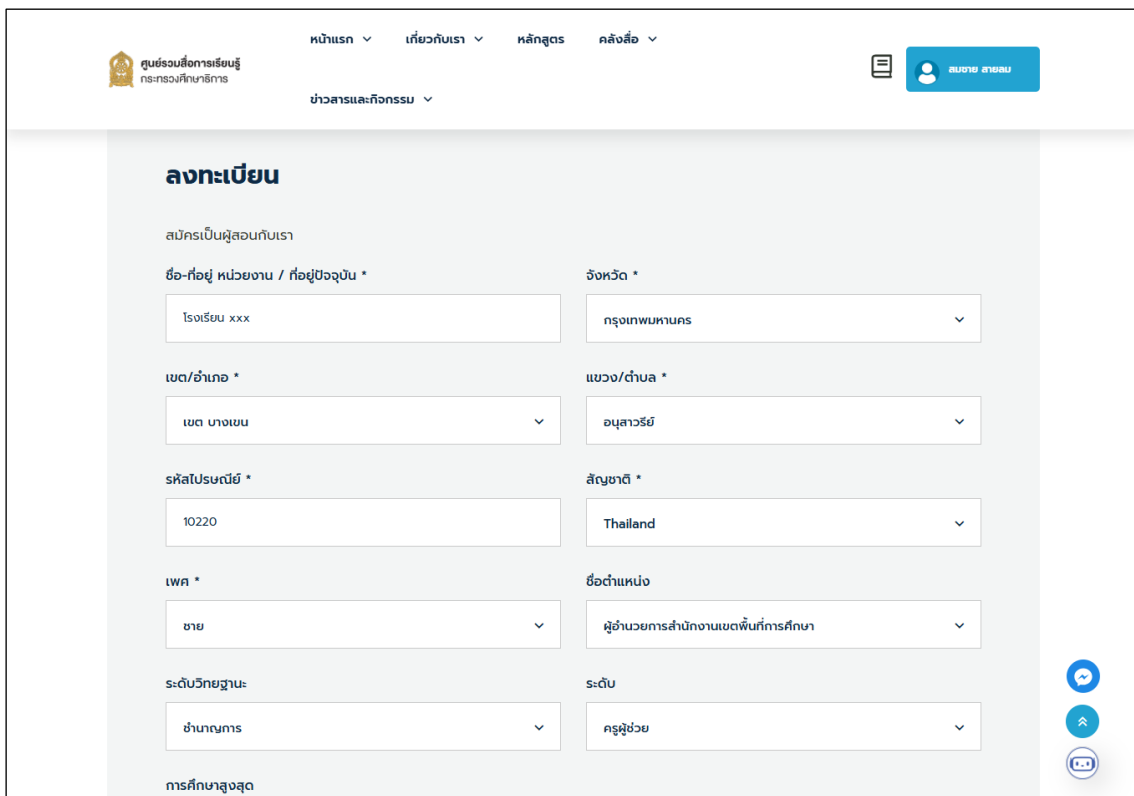 หน้าแรก เกี่ยวกับเรา หลักสูตร คลังสื่อ
ศูนย์รวมสื่อการเรียนรู้
กระทรวงศึกษาธิการ
สมชาย สายลม
ข่าวสารและกิจกรรม
ลงทะเบียน
สมัครเป็นผู้สอนกับเรา
ชื่อ-ที่อยู่ หน่วยงาน / ที่อยู่ปัจจุบัน * จังหวัด *
โรงเรียน xxx กรุงเทพมหานคร
เขต/อำเภอ * แขวง/ตำบล *
เขต บางเขน อนุสาวรีย์
รหัสไปรษณีย์ * สัญชาติ *
10220 Thailand
เพศ * ชื่อตำแหน่ง
ชาย ผู้อำนวยการสำนักงานเขตพื้นที่การศึกษา
ระดับวิทยฐานะ ระดับ
ชำนาญการ ครูผู้ช่วย
การศึกษาสูงสุด